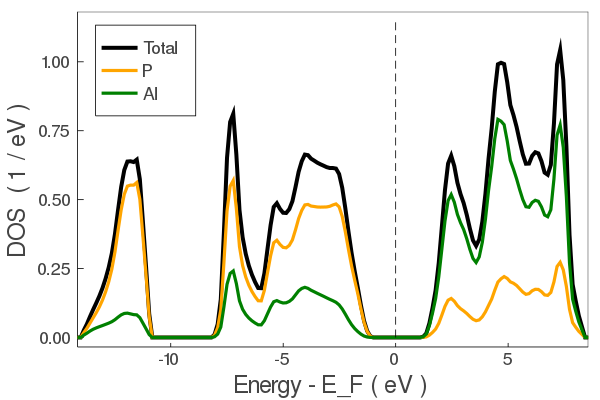 Total
P
Al
1.00
0.75
0.50
0.25
0.00
DOS ( 1 / eV )
-10 -5 0 5
Energy - E_F ( eV )